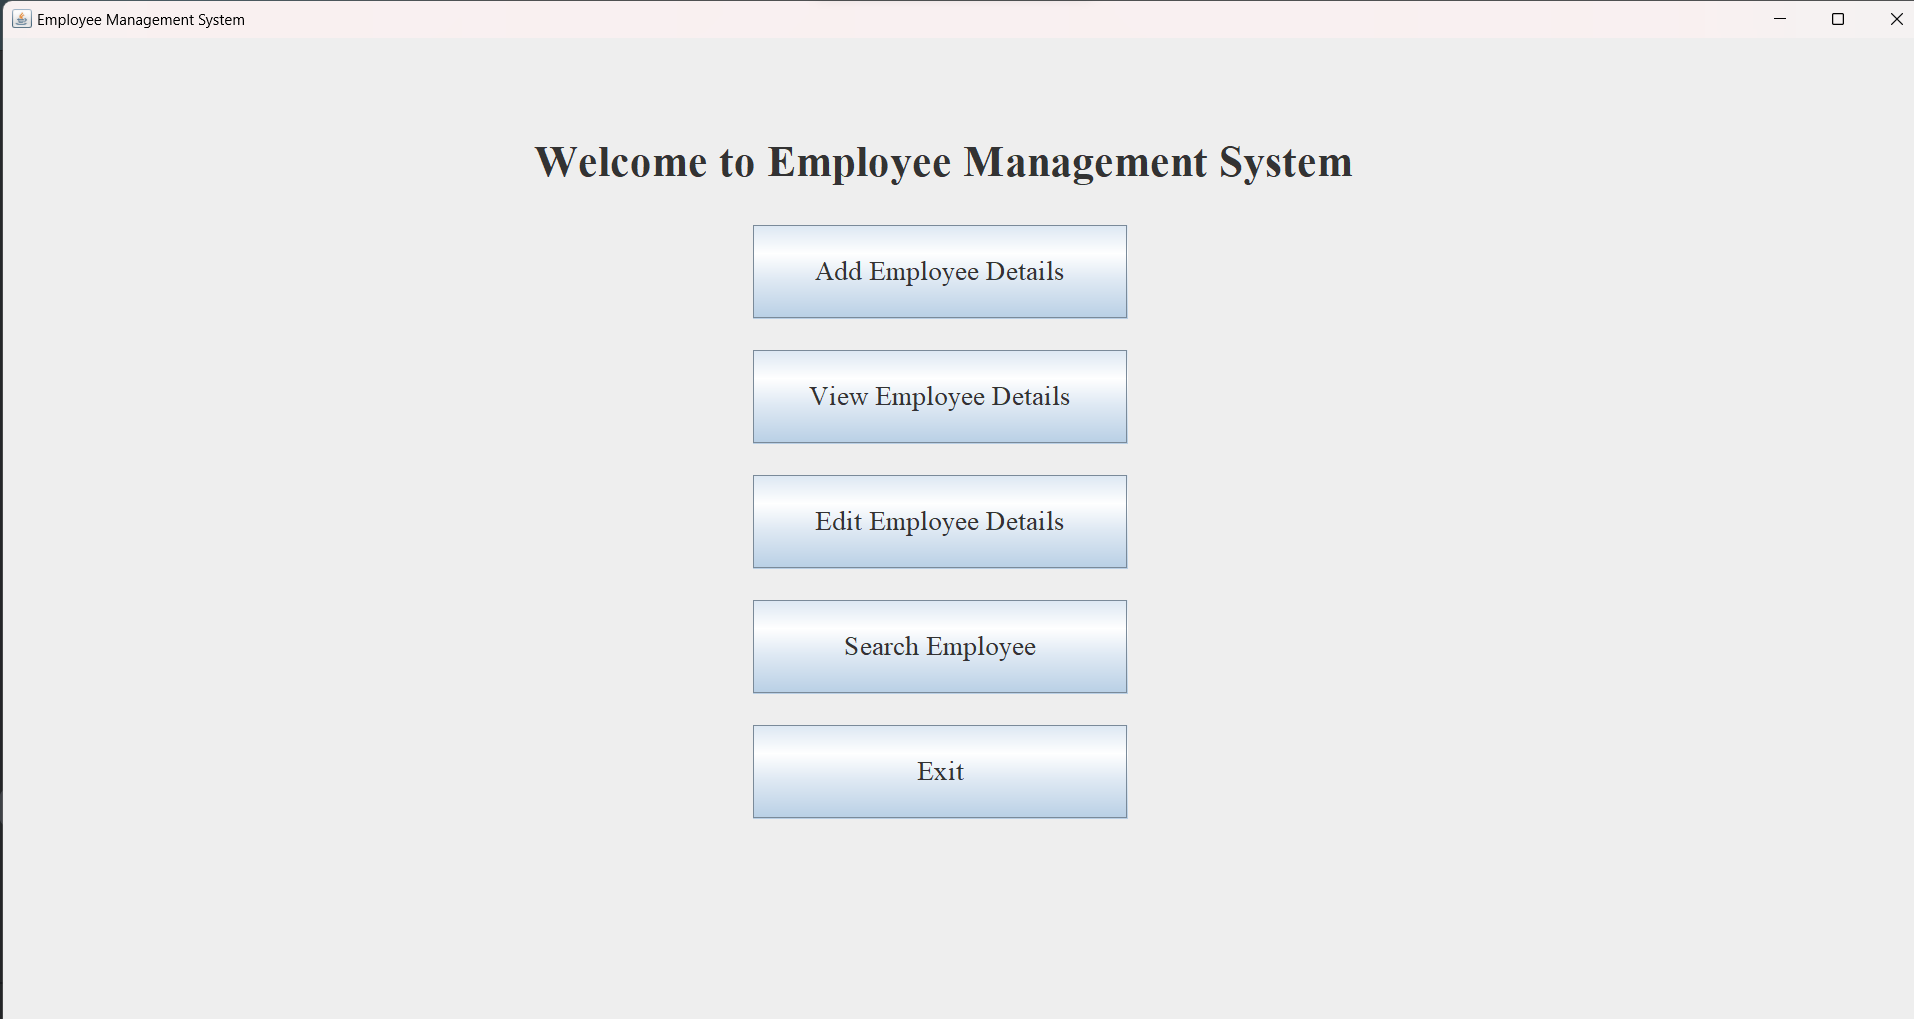 Employee Management System
Welcome to Employee Management System
Add Employee Details
View Employee Details
Edit Employee Details
Search Employee
Exit